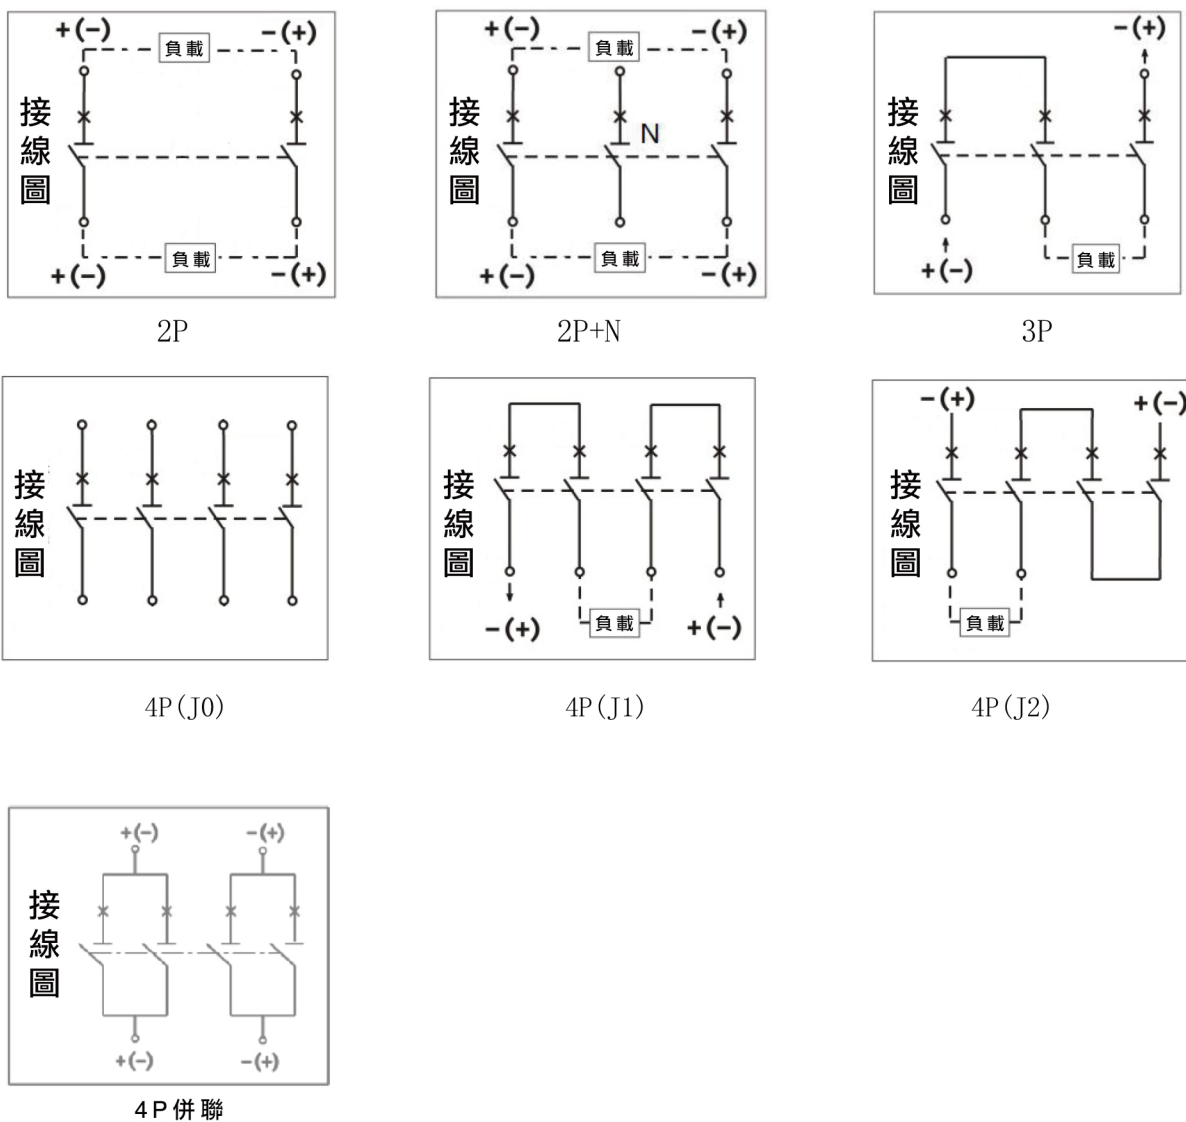 +(−) 負載 −(+)
接線圖
+(−) 負載 −(+)
2P
+(−) 負載 −(+)
接線圖
N
+(−) 負載 −(+)
2P+N
−(+)
接線圖
+(−) 負載
3P
接線圖
4P(J0)
接線圖
−(+) 負載 +(−)
4P(J1)
−(+) +(−)
接線圖
負載
4P(J2)
+(−) −(+)
接線圖
+(−) −(+)
4P併聯